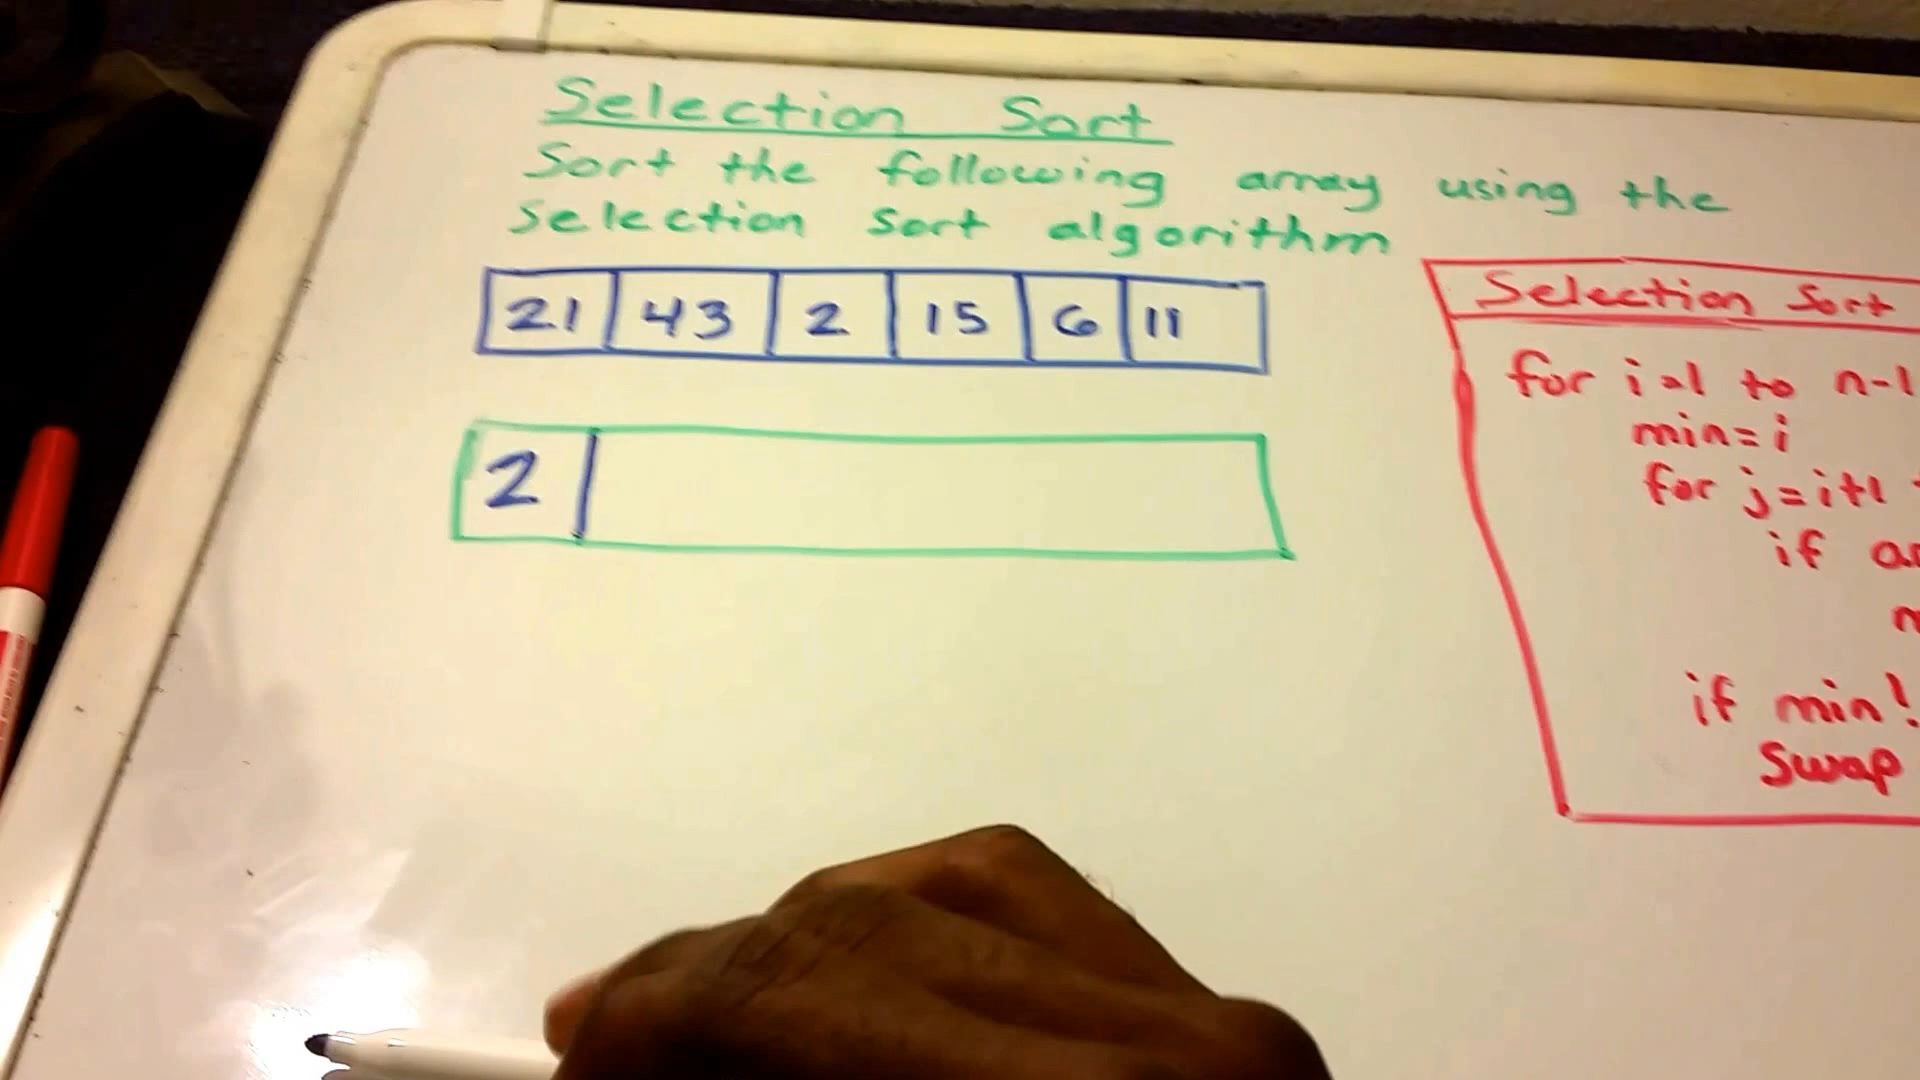 Selection Sort
Sort the following array using the
selection sort algorithm
21 43 2 15 6 11
2
Selection Sort
for i=1 to n-1
min=i
for j=i+1
if
if min!
Swap